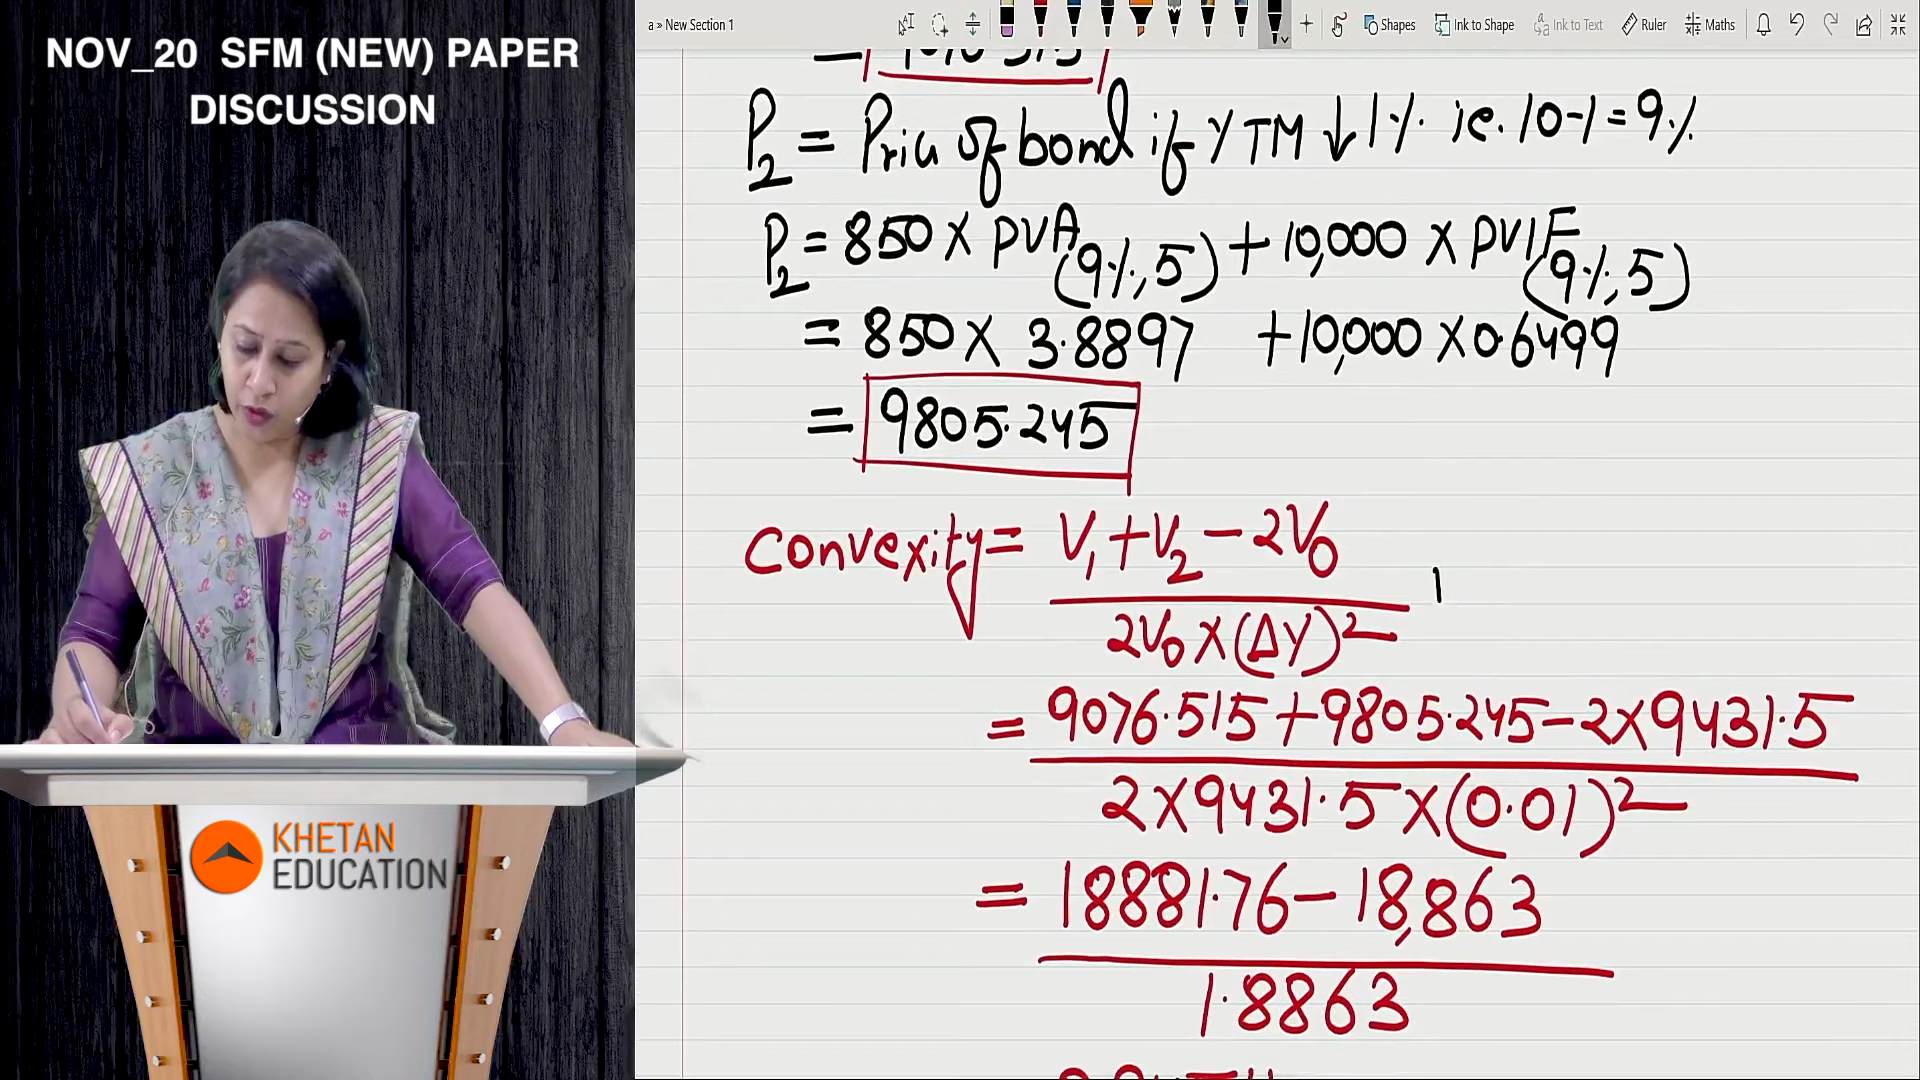 NOV_20 SFM (NEW) PAPER
DISCUSSION
KHETAN
EDUCATION
a » New Section 1
Shapes
Ink to Shape
Ink to Text
Ruler
Maths
P2 = Price of bond if YTM ↓ 1% ie. 10-1=9%
P2 = 850 X PVA(9%,5) + 10,000 X PVIF(9%,5)
= 850 X 3.8897 + 10,000 X 0.6499
= 9805.245
Convexity = V1 + V2 - 2V0
2V0 X (ΔY)2
= 9076.515 + 9805.245 - 2X9431.5
2X9431.5X(0.01)2
= 18881.76 - 18,863
1.8863